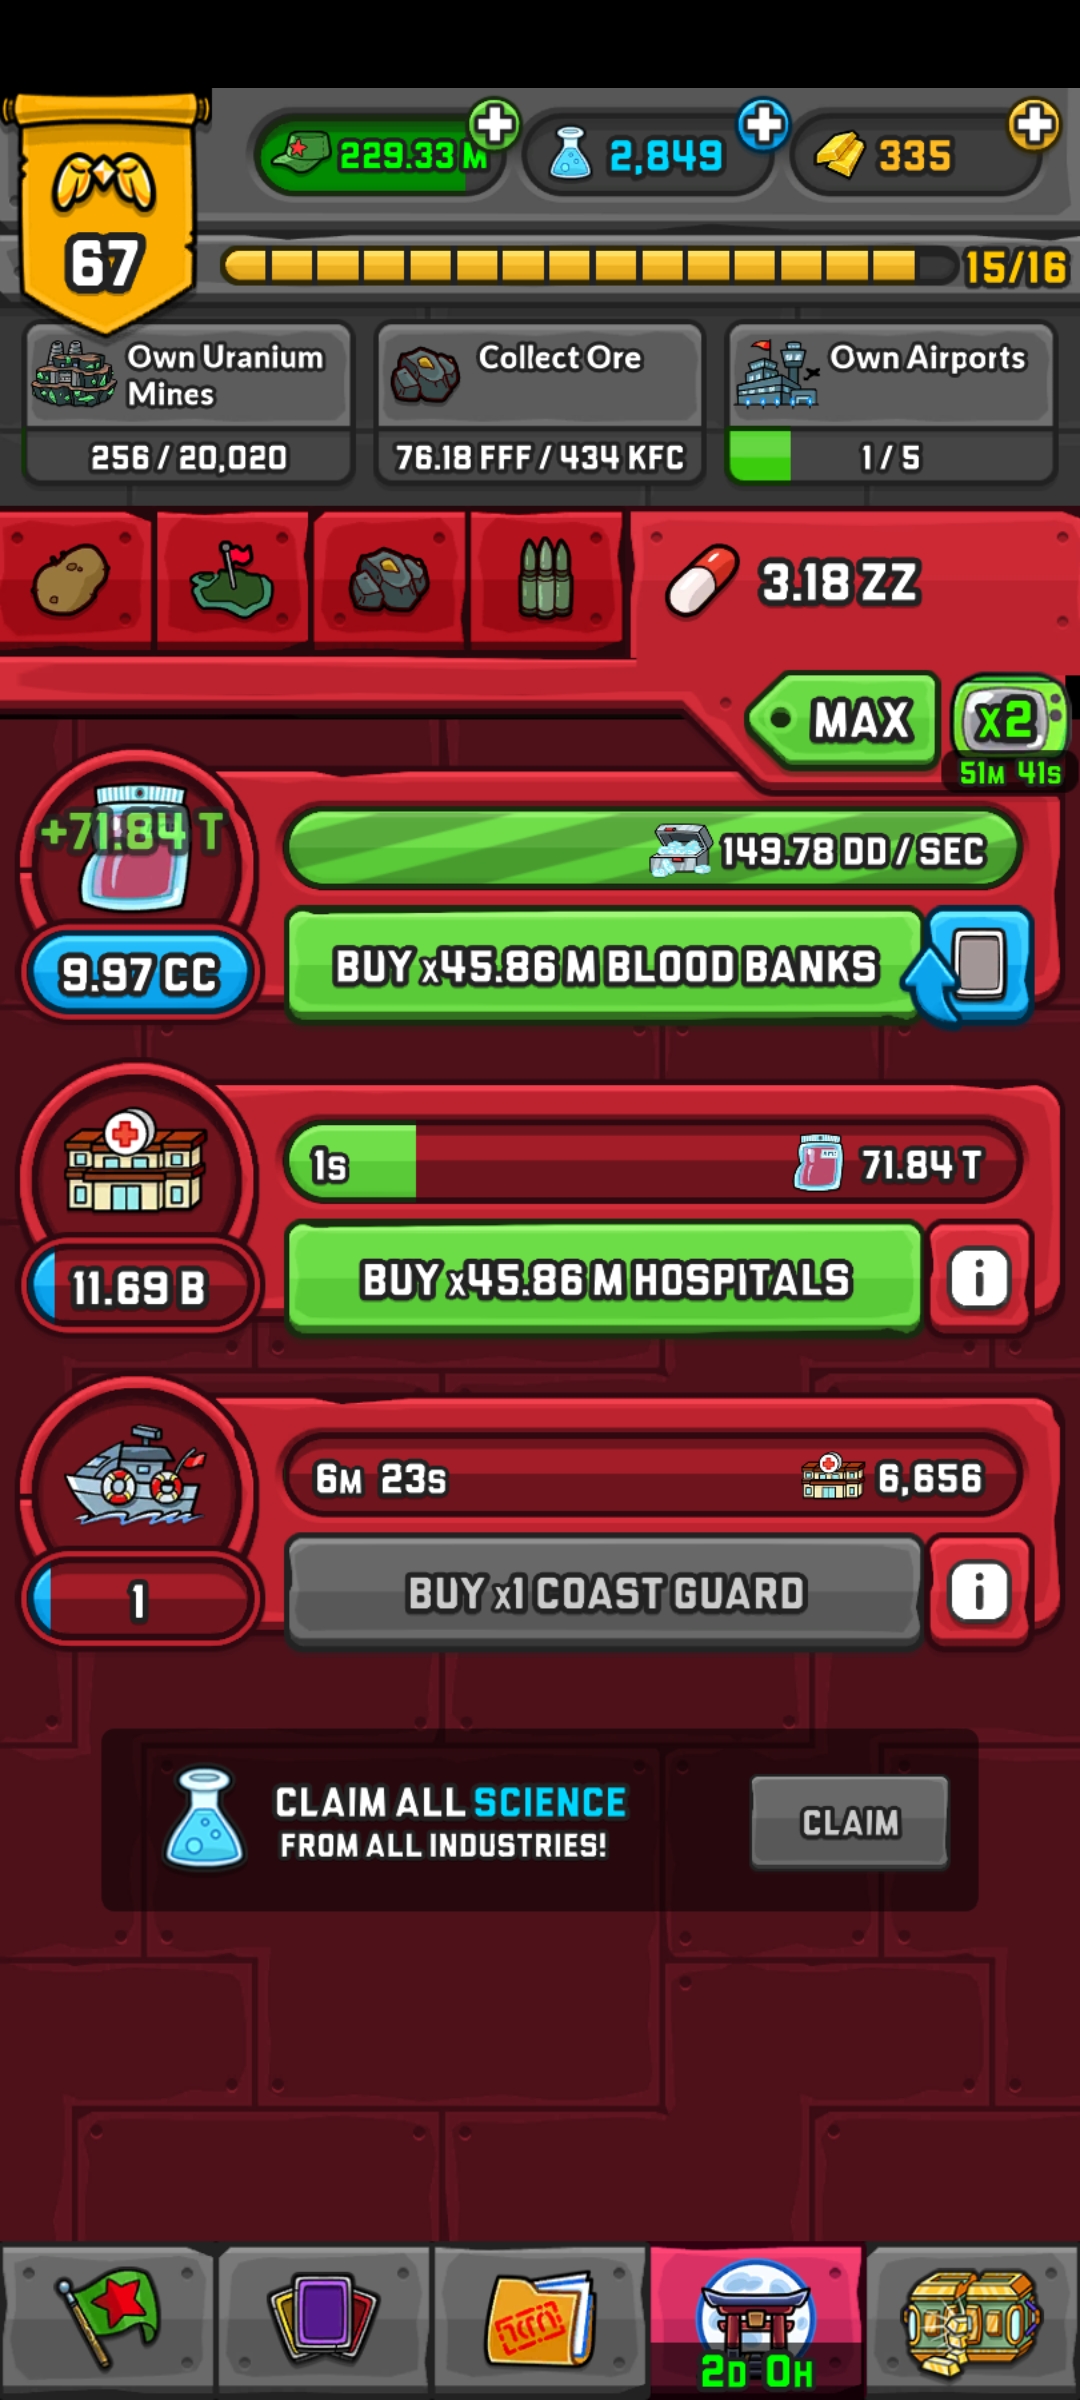 229.33 M
2,849
335
67
15/16
Own Uranium
Mines
256 / 20,020
Collect Ore
76.18 FFF / 434 KFC
Own Airports
1 / 5
3.18 ZZ
MAX
x2
51M 41S
+71.84 T
149.78 DD / SEC
9.97 CC
BUY x45.86 M BLOOD BANKS
1S
71.84 T
11.69 B
BUY x45.86 M HOSPITALS
i
6M 23S
6,656
1
BUY x1 COAST GUARD
i
CLAIM ALL SCIENCE
FROM ALL INDUSTRIES!
CLAIM
2D 0H